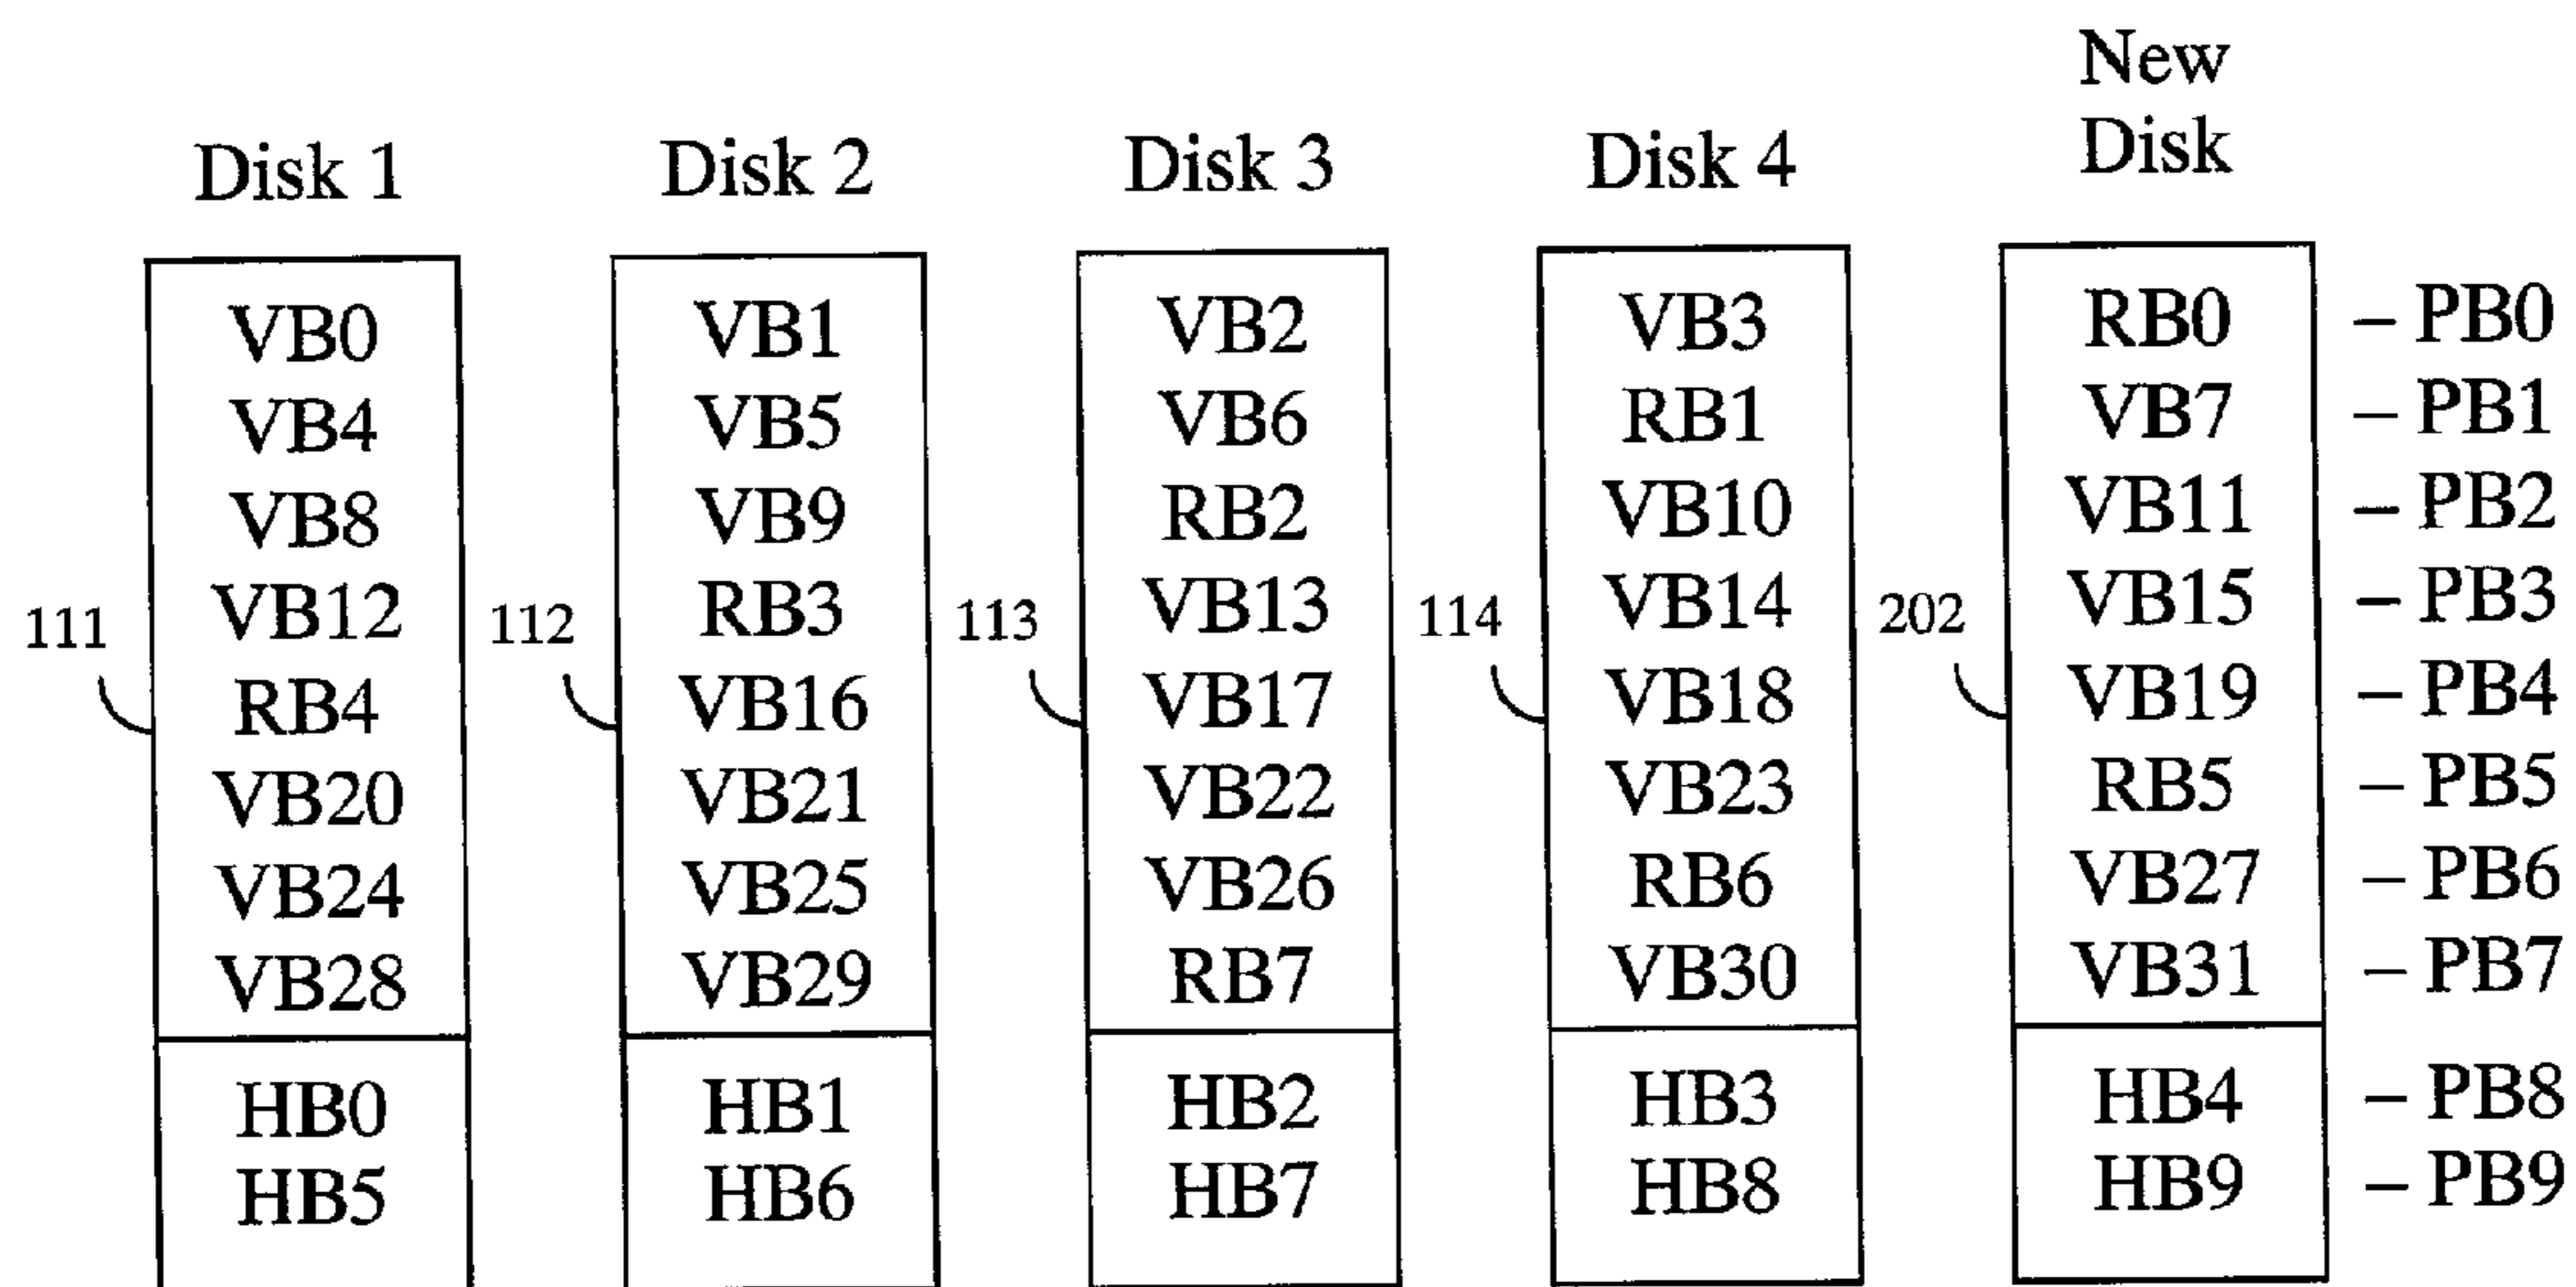 New
Disk 1 Disk 2 Disk 3 Disk 4 Disk
VB0 VB1 VB2 VB3 RB0 – PB0
VB4 VB5 VB6 RB1 VB7 – PB1
VB8 VB9 RB2 VB10 VB11 – PB2
111 VB12 112 RB3 113 VB13 114 VB14 202 VB15 – PB3
RB4 VB16 VB17 VB18 VB19 – PB4
VB20 VB21 VB22 VB23 RB5 – PB5
VB24 VB25 VB26 RB6 VB27 – PB6
VB28 VB29 RB7 VB30 VB31 – PB7
HB0 HB1 HB2 HB3 HB4 – PB8
HB5 HB6 HB7 HB8 HB9 – PB9